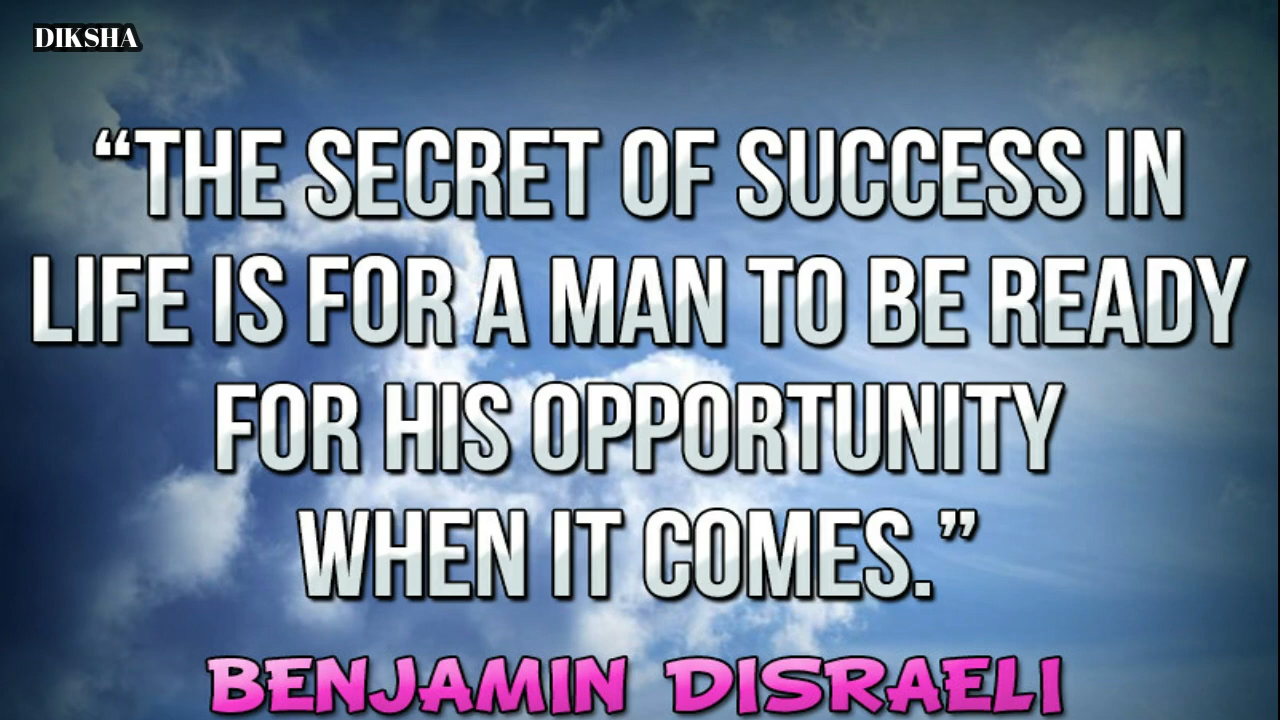 DIKSHA
“THE SECRET OF SUCCESS IN
LIFE IS FOR A MAN TO BE READY
FOR HIS OPPORTUNITY
WHEN IT COMES.”
BENJAMIN DISRAELI